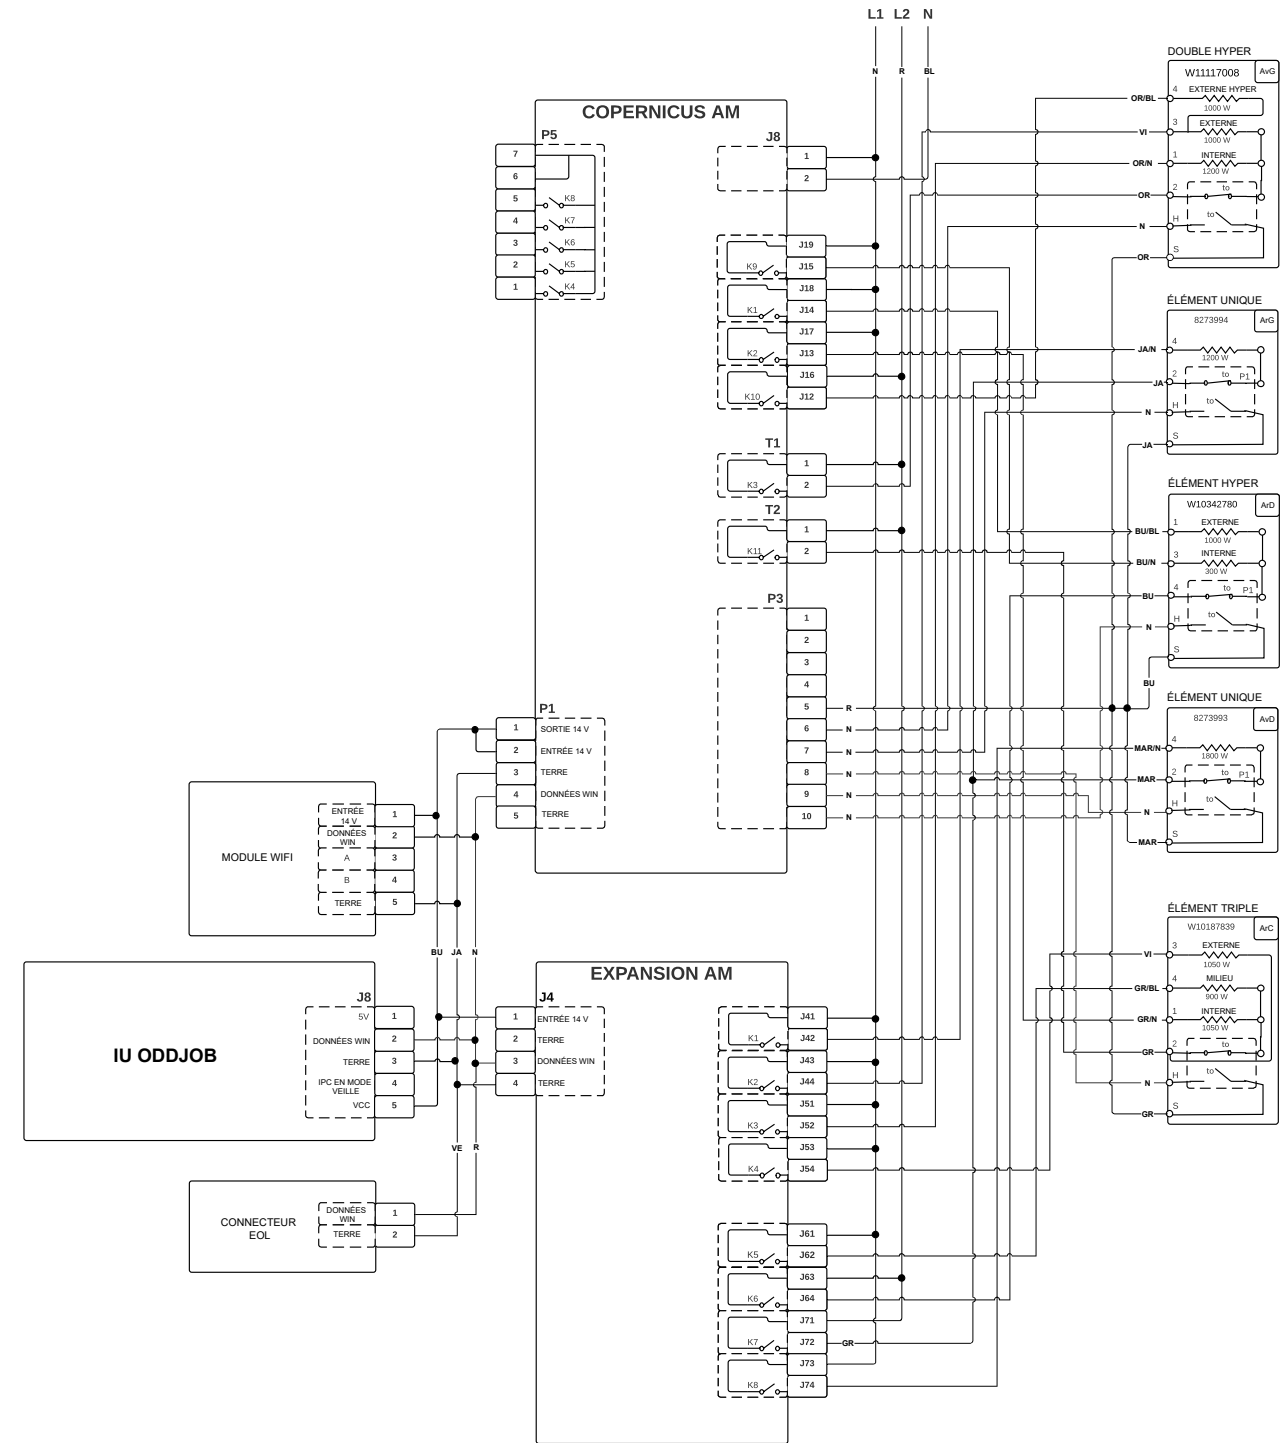 L1 L2 N
N R BL
COPERNICUS AM
P5
7
6
5 K8
4 K7
3 K6
2 K5
1 K4
J8
1
2
J19
K9 J15
J18
K1 J14
J17
K2 J13
J16
K10 J12
T1
1
K3 2
T2
1
K11 2
P3
1
2
3
4
5 R
6 N
7 N
8 N
9 N
10 N
P1
1 SORTIE 14 V
2 ENTRÉE 14 V
3 TERRE
4 DONNÉES WIN
5 TERRE
MODULE WIFI
ENTRÉE
14 V 1
DONNÉES
WIN 2
A 3
B 4
TERRE 5
BU JA N
IU ODDJOB
J8
5V 1
DONNÉES WIN 2
TERRE 3
IPC EN MODE
VEILLE 4
VCC 5
VE R
CONNECTEUR
EOL
DONNÉES
WIN 1
TERRE 2
EXPANSION AM
J4
1 ENTRÉE 14 V
2 TERRE
3 DONNÉES WIN
4 TERRE
J41
K1 J42
J43
K2 J44
J51
K3 J52
J53
K4 J54
J61
K5 J62
J63
K6 J64
J71
K7 J72 GR
J73
K8 J74
DOUBLE HYPER
W11117008 AvG
OR/BL 4 EXTERNE HYPER
1000 W
VI 3 EXTERNE
1000 W
OR/N 1 INTERNE
1200 W
OR 2 to
N H to
OR S
ÉLÉMENT UNIQUE
8273994 ArG
JA/N 4
1200 W
JA 2 to P1
N H to
JA S
ÉLÉMENT HYPER
W10342780 ArD
BU/BL 1 EXTERNE
1000 W
BU/N 3 INTERNE
300 W
BU 4 to P1
N H to
BU S
ÉLÉMENT UNIQUE
8273993 AvD
MAR/N 4
1800 W
MAR 2 to P1
N H to
MAR S
ÉLÉMENT TRIPLE
W10187839 ArC
VI 3 EXTERNE
1050 W
GR/BL 4 MILIEU
900 W
GR/N 1 INTERNE
1050 W
GR 2 to
N H to
GR S